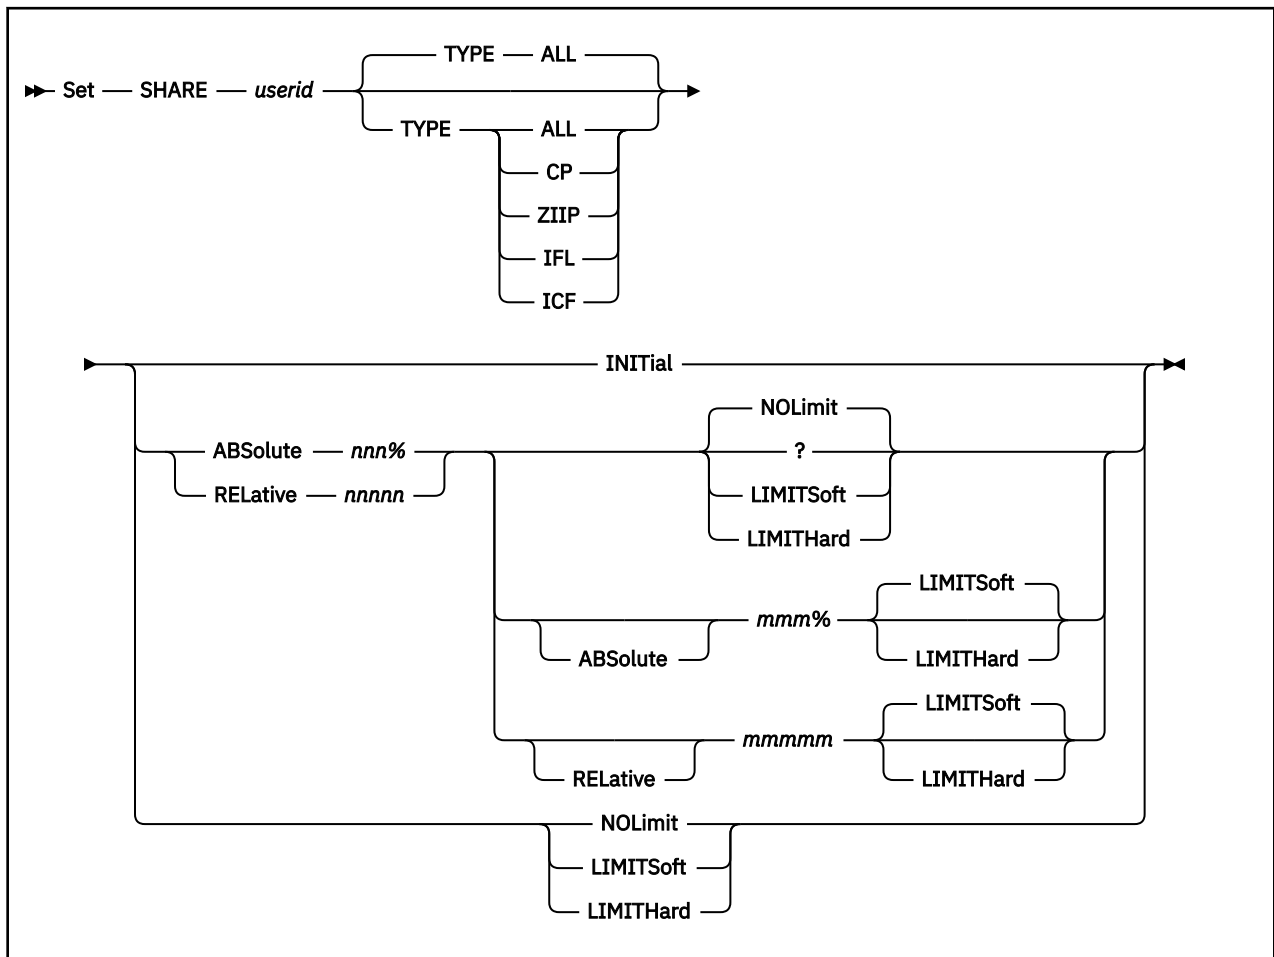 TYPE ALL
Set SHARE userid
TYPE ALL
CP
ZIIP
IFL
ICF
INITial
NOLimit
ABSolute nnn% ?
RELative nnnnn LIMITSoft
LIMITHard
LIMITSoft
mmm%
ABSolute LIMITHard
LIMITSoft
mmmmm
RELative LIMITHard
NOLimit
LIMITSoft
LIMITHard